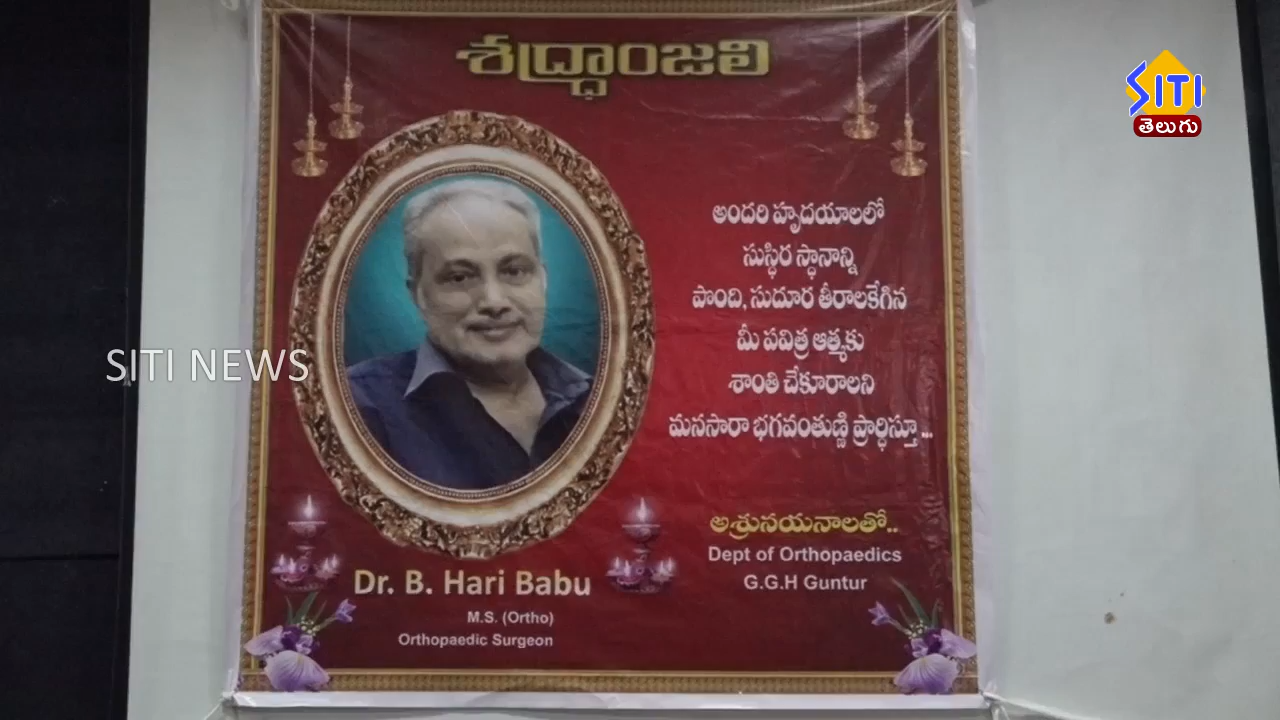 శద్ధ్రాంజలి
SITI
తెలుగు
అందరి హృదయాలలో
సుస్ధిర స్ధానాన్ని
పొంది, సుదూర తీరాలకేగిన
మీ పవిత్ర ఆత్మకు
శాంతి చేకూరాలని
మనసారా భగవంతుణ్ణి ప్రార్ధిస్తూ ...
SITI NEWS
అశ్రునయనాలతో..
Dept of Orthopaedics
G.G.H Guntur
Dr. B. Hari Babu
M.S. (Ortho)
Orthopaedic Surgeon